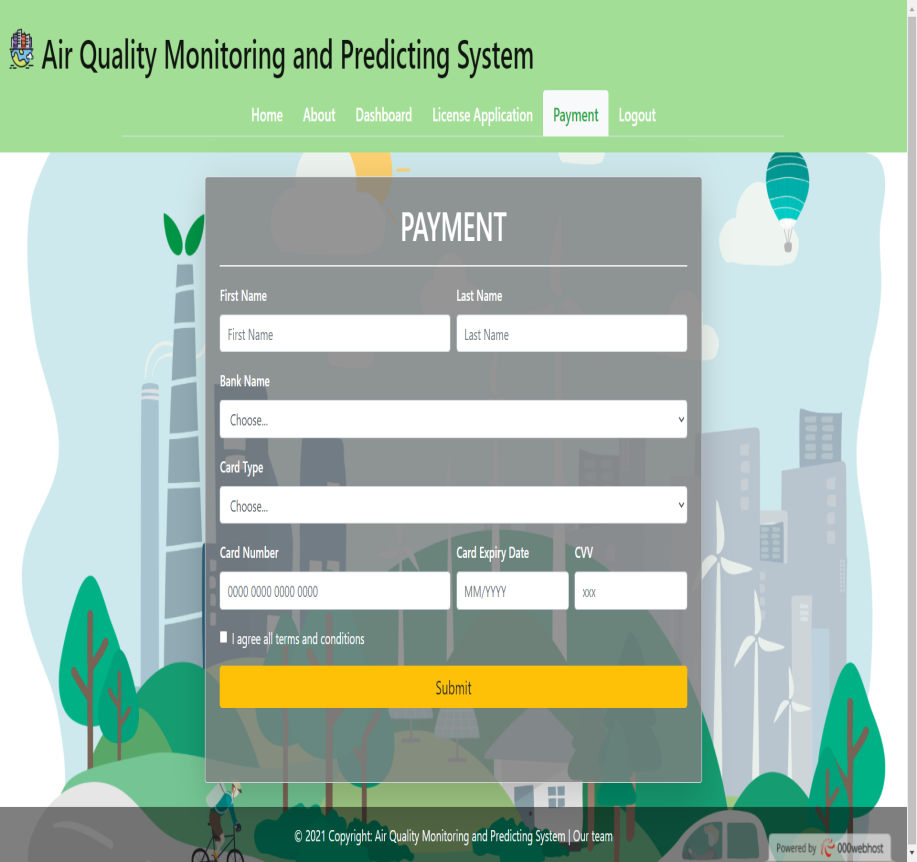 Air Quality Monitoring and Predicting System
Home About Dashboard License Application Payment Logout
PAYMENT
First Name Last Name
First Name Last Name
Bank Name
Choose...
Card Type
Choose...
Card Number Card Expiry Date CVV
0000 0000 0000 0000 MM/YYYY xxx
I agree all terms and conditions
Submit
© 2021 Copyright: Air Quality Monitoring and Predicting System | Our team
Powered by 000webhost